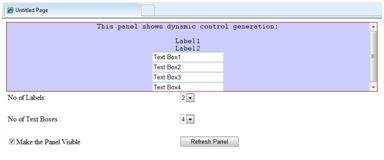 Untitled Page
This panel shows dynamic control generation:
Label1
Label2
Text Box1
Text Box2
Text Box3
Text Box4
No of Labels: 2
No of Text Boxes : 4
Make the Panel Visible Refresh Panel